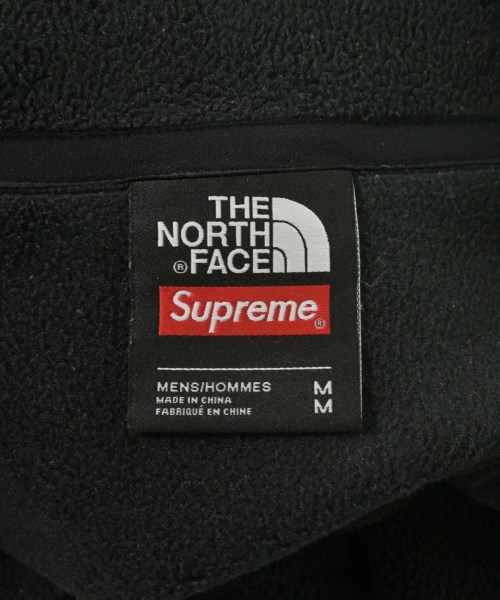 THE
NORTH
® FACE
Supreme®
MENS/HOMMES M
MADE IN CHINA
FABRIQUÉ EN CHINE M